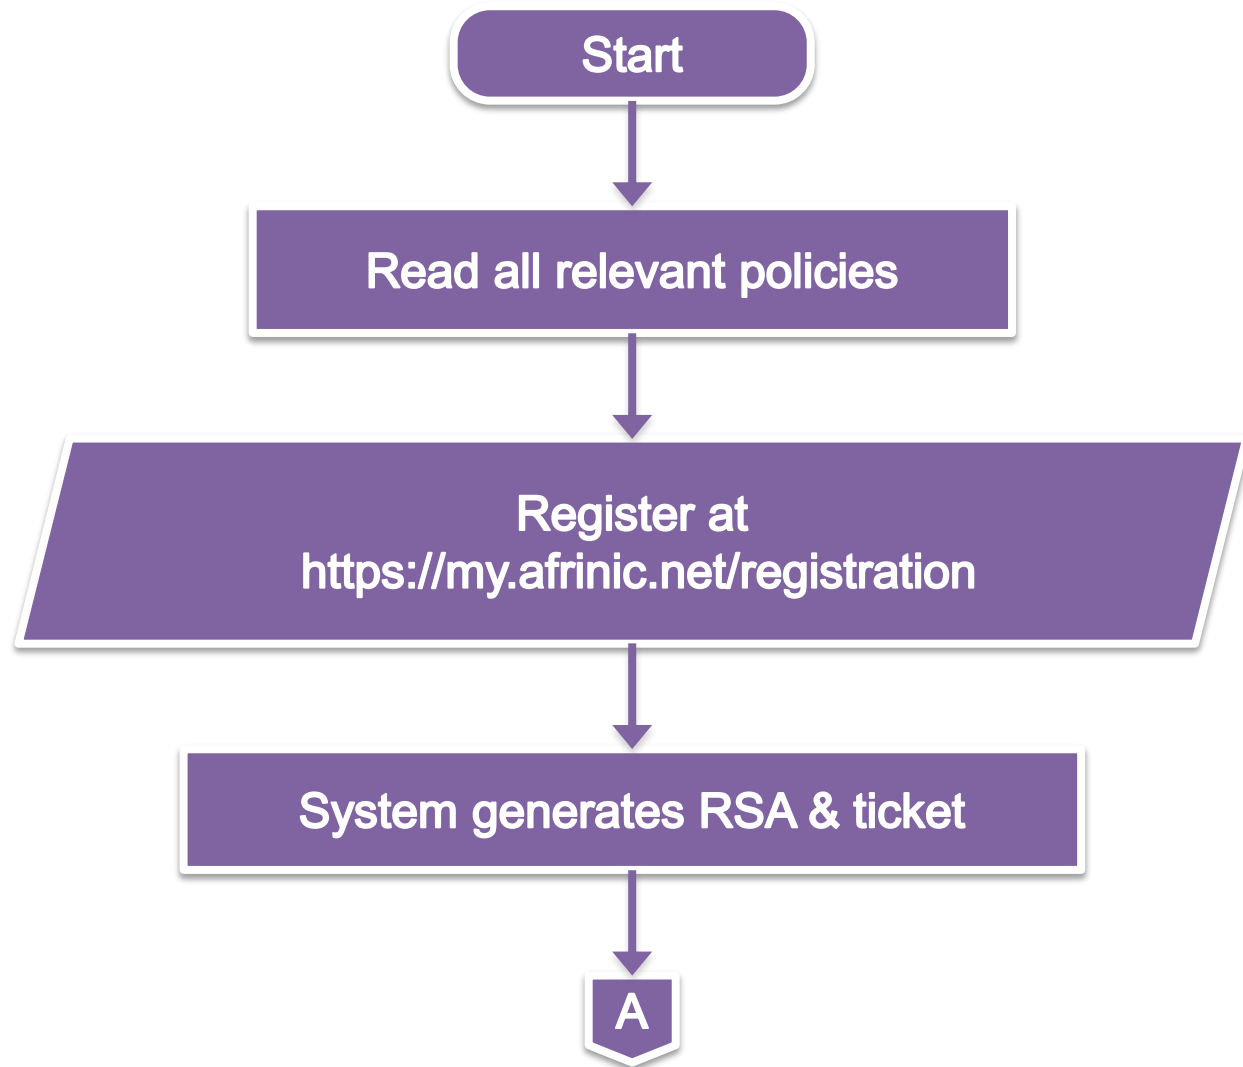 Start
Read all relevant policies
Register at
https://my.afrinic.net/registration
System generates RSA & ticket
A